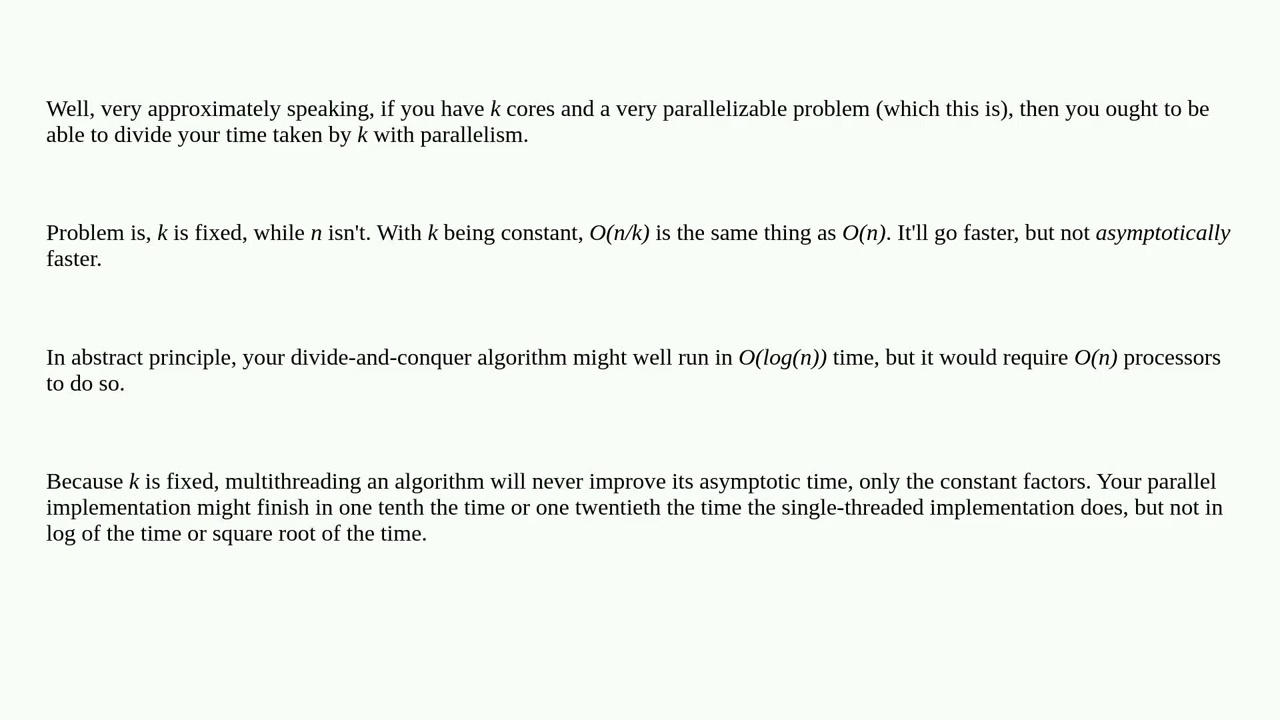 Well, very approximately speaking, if you have k cores and a very parallelizable problem (which this is), then you ought to be
able to divide your time taken by k with parallelism.
Problem is, k is fixed, while n isn't. With k being constant, O(n/k) is the same thing as O(n). It'll go faster, but not asymptotically
faster.
In abstract principle, your divide-and-conquer algorithm might well run in O(log(n)) time, but it would require O(n) processors
to do so.
Because k is fixed, multithreading an algorithm will never improve its asymptotic time, only the constant factors. Your parallel
implementation might finish in one tenth the time or one twentieth the time the single-threaded implementation does, but not in
log of the time or square root of the time.